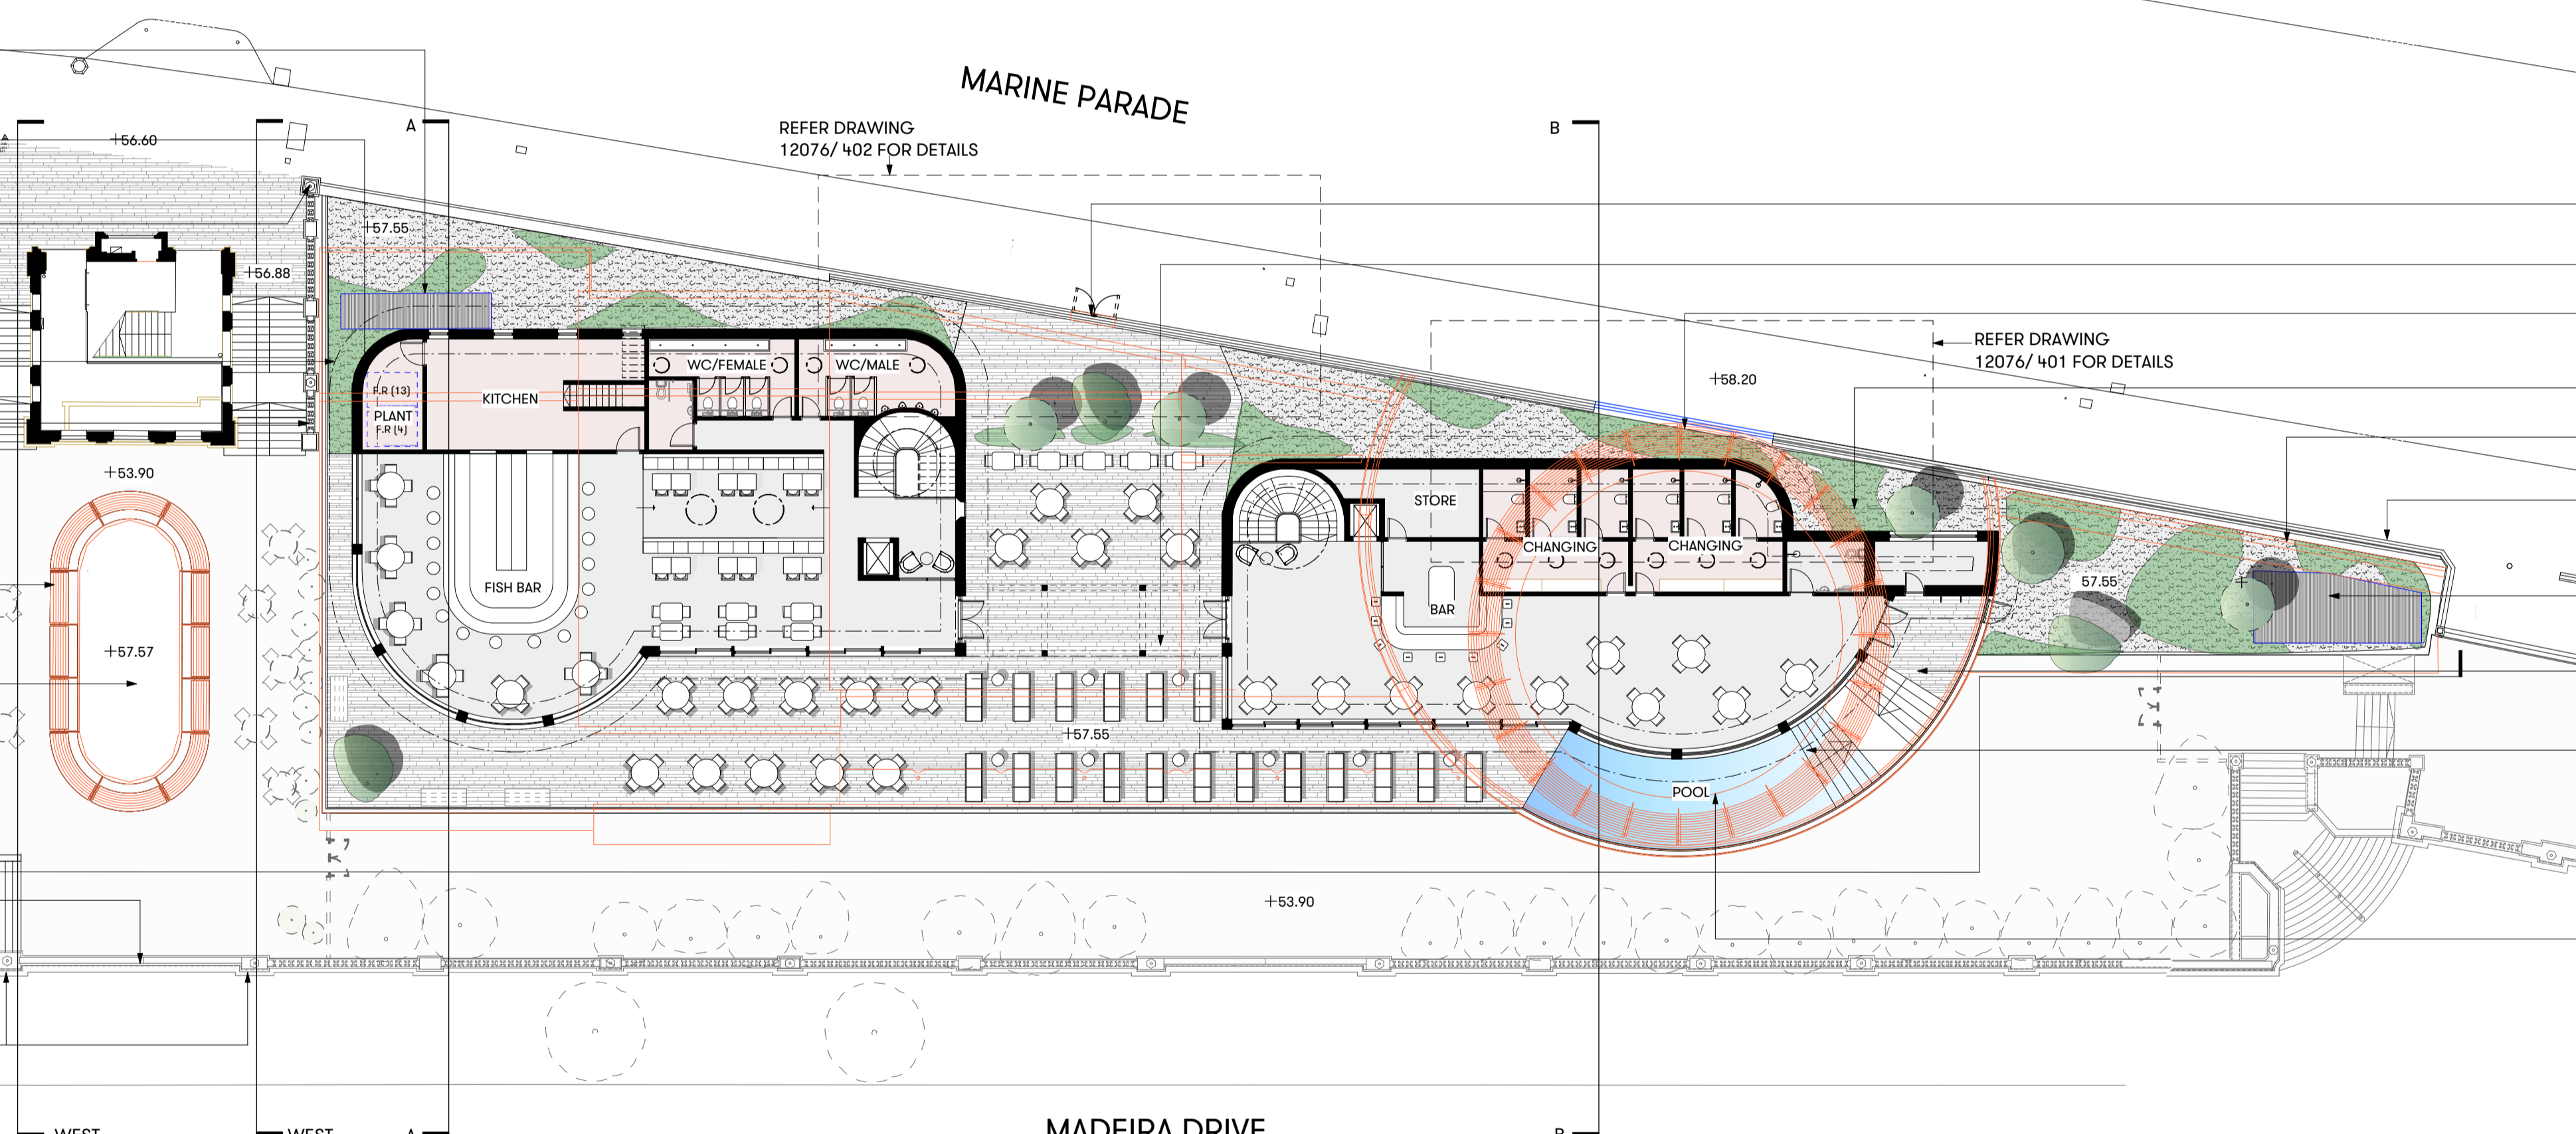 MARINE PARADE
A
B
REFER DRAWING
12076/ 402 FOR DETAILS
+56.60
+57.55
+56.88
REFER DRAWING
12076/ 401 FOR DETAILS
+58.20
F.R (13)
PLANT
F.R (4)
KITCHEN
WC/FEMALE
WC/MALE
+53.90
STORE
CHANGING
CHANGING
FISH BAR
BAR
57.55
+57.57
+57.55
POOL
+53.90
WEST
WEST
A
MADEIRA DRIVE
B